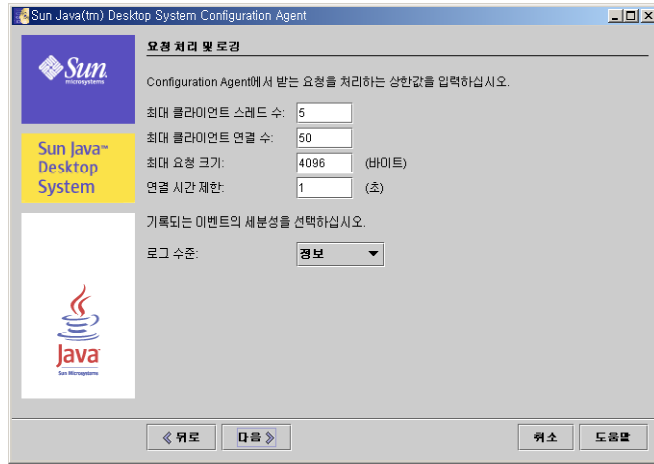 Sun Java(tm) Desktop System Configuration Agent
Sun
microsystems
Sun Java™
Desktop
System
Java
Sun Microsystems
요청 처리 및 로깅
Configuration Agent에서 받는 요청을 처리하는 상한값을 입력하십시오.
최대 클라이언트 스레드 수: 5
최대 클라이언트 연결 수: 50
최대 요청 크기: 4096 (바이트)
연결 시간 제한: 1 (초)
기록되는 이벤트의 세분성을 선택하십시오.
로그 수준: 정보
뒤로 다음 취소 도움말